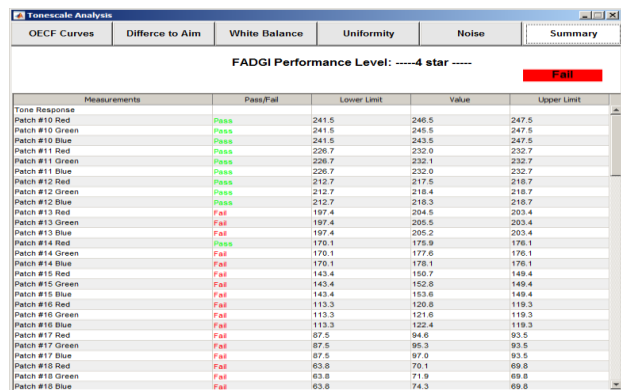 Tonescale Analysis
OECF Curves Differce to Aim White Balance Uniformity Noise Summary
FADGI Performance Level: -----4 star -----
Fail
Measurements Pass/Fail Lower Limit Value Upper Limit
Tone Response
Patch #10 Red Pass 241.5 246.5 247.5
Patch #10 Green Pass 241.5 245.5 247.5
Patch #10 Blue Pass 241.5 243.5 247.5
Patch #11 Red Pass 226.7 232.0 232.7
Patch #11 Green Pass 226.7 232.1 232.7
Patch #11 Blue Pass 226.7 232.0 232.7
Patch #12 Red Pass 212.7 217.5 218.7
Patch #12 Green Pass 212.7 218.4 218.7
Patch #12 Blue Pass 212.7 218.3 218.7
Patch #13 Red Fail 197.4 204.5 203.4
Patch #13 Green Fail 197.4 205.5 203.4
Patch #13 Blue Fail 197.4 205.2 203.4
Patch #14 Red Pass 170.1 175.9 176.1
Patch #14 Green Fail 170.1 177.6 176.1
Patch #14 Blue Fail 170.1 178.1 176.1
Patch #15 Red Fail 143.4 150.7 149.4
Patch #15 Green Fail 143.4 152.8 149.4
Patch #15 Blue Fail 143.4 153.6 149.4
Patch #16 Red Fail 113.3 120.8 119.3
Patch #16 Green Fail 113.3 121.6 119.3
Patch #16 Blue Fail 113.3 122.4 119.3
Patch #17 Red Fail 87.5 94.6 93.5
Patch #17 Green Fail 87.5 95.3 93.5
Patch #17 Blue Fail 87.5 97.0 93.5
Patch #18 Red Fail 63.8 70.1 69.8
Patch #18 Green Fail 63.8 71.9 69.8
Patch #18 Blue Fail 63.8 74.3 69.8